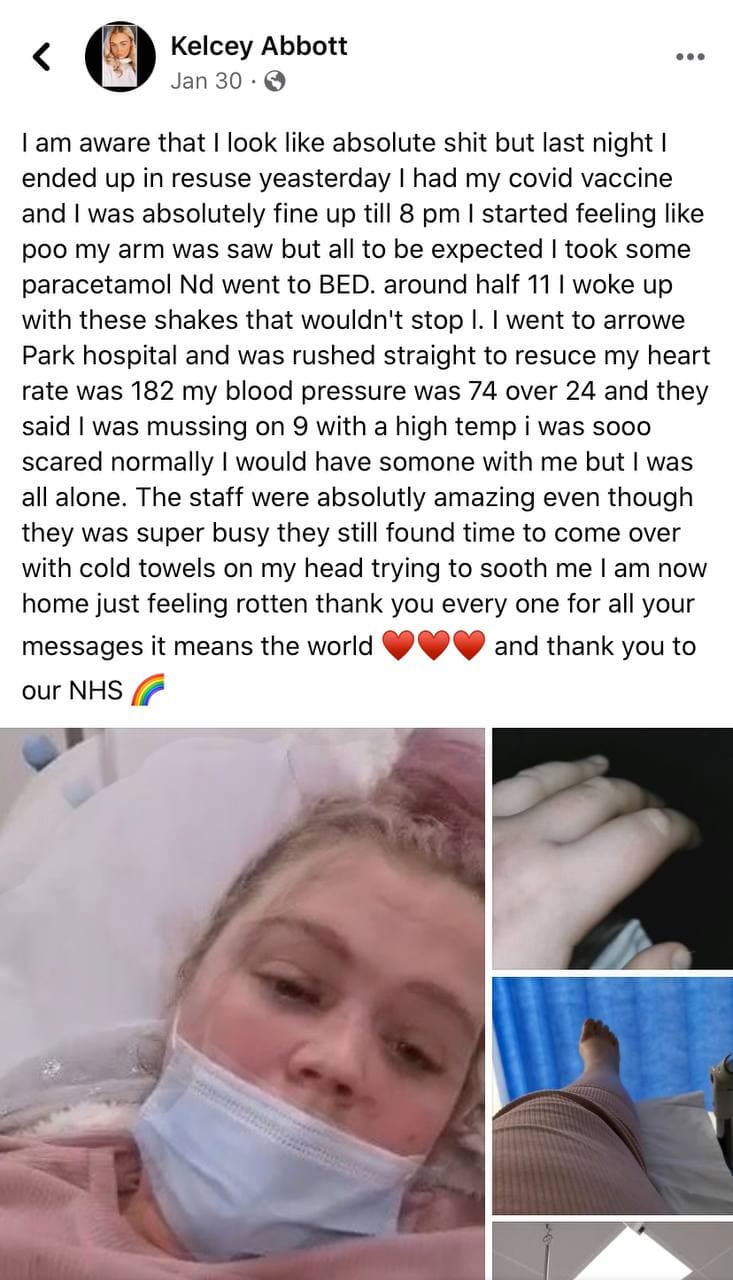 Kelcey Abbott
Jan 30 ·
I am aware that I look like absolute shit but last night I
ended up in resuse yeasterday I had my covid vaccine
and I was absolutely fine up till 8 pm I started feeling like
poo my arm was saw but all to be expected I took some
paracetamol Nd went to BED. around half 11 I woke up
with these shakes that wouldn't stop I. I went to arrowe
Park hospital and was rushed straight to resuce my heart
rate was 182 my blood pressure was 74 over 24 and they
said I was mussing on 9 with a high temp i was sooo
scared normally I would have somone with me but I was
all alone. The staff were absolutly amazing even though
they was super busy they still found time to come over
with cold towels on my head trying to sooth me I am now
home just feeling rotten thank you every one for all your
messages it means the world ❤️❤️❤️ and thank you to
our NHS 🌈